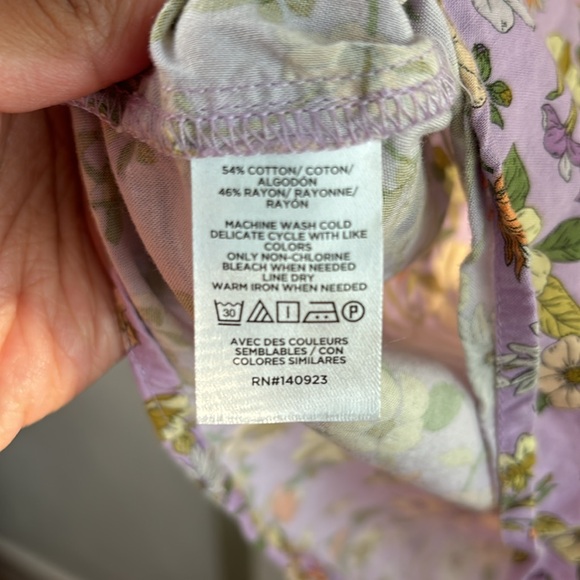 54% COTTON/ COTON/
ALGODÓN
46% RAYON/ RAYONNE/
RAYÓN
MACHINE WASH COLD
DELICATE CYCLE WITH LIKE
COLORS
ONLY NON-CHLORINE
BLEACH WHEN NEEDED
LINE DRY
WARM IRON WHEN NEEDED
30 P
AVEC DES COULEURS
SEMBLABLES / CON
COLORES SIMILARES
RN#140923